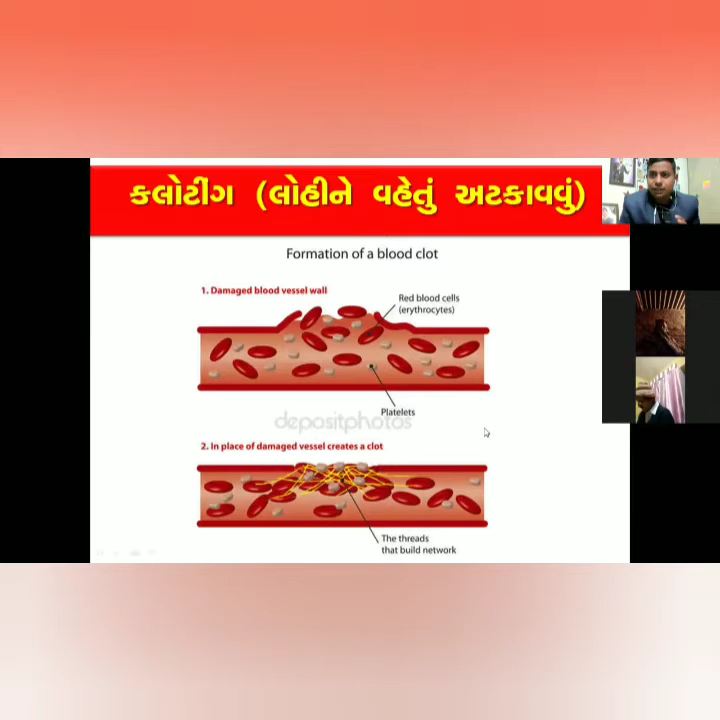 કલોટીંગ (લોહીને વહેતું અટકાવવું)
Formation of a blood clot
1. Damaged blood vessel wall
Red blood cells
(erythrocytes)
Platelets
depositphotos
2. In place of damaged vessel creates a clot
The threads
that build network